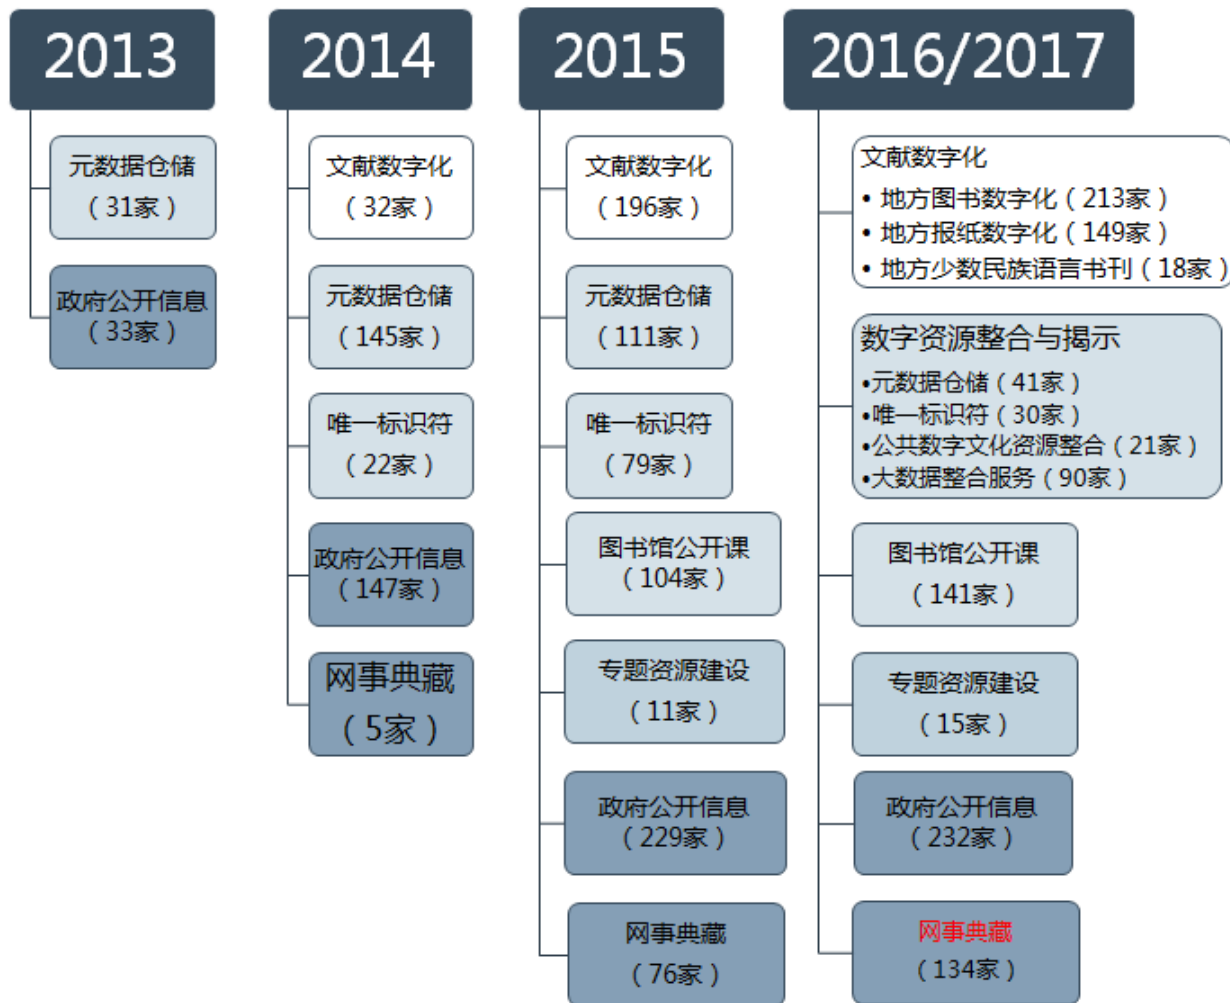 2013
元数据仓储
（31家）
政府公开信息
（33家）
2014
文献数字化
（32家）
元数据仓储
（145家）
唯一标识符
（22家）
政府公开信息
（147家）
网事典藏
（5家）
2015
文献数字化
（196家）
元数据仓储
（111家）
唯一标识符
（79家）
图书馆公开课
（104家）
专题资源建设
（11家）
政府公开信息
（229家）
网事典藏
（76家）
2016/2017
文献数字化
• 地方图书数字化（213家）
• 地方报纸数字化（149家）
• 地方少数民族语言书刊（18家）
数字资源整合与揭示
•元数据仓储（41家）
•唯一标识符（30家）
•公共数字文化资源整合（21家）
•大数据整合服务（90家）
图书馆公开课
（141家）
专题资源建设
（15家）
政府公开信息
（232家）
网事典藏
（134家）